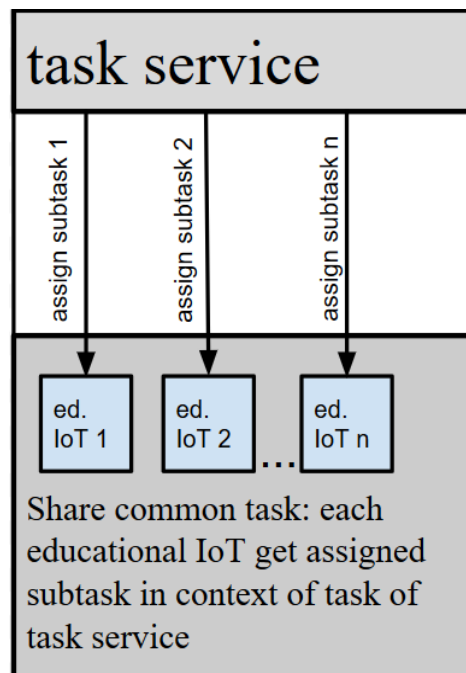 task service
assign subtask 1
assign subtask 2
assign subtask n
ed.
IoT 1
ed.
IoT 2
...
ed.
IoT n
Share common task: each
educational IoT get assigned
subtask in context of task of
task service